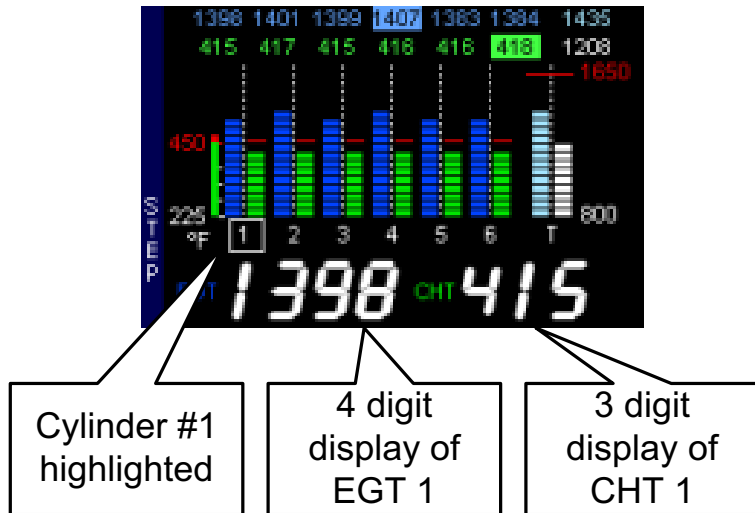 1398 1401 1399 1407 1383 1384 1435
415 417 415 416 416 418 1208
1650
450
225 800
°F 1 2 3 4 5 6 T
STEP
EGT 1398 CHT 415
Cylinder #1
highlighted
4 digit
display of
EGT 1
3 digit
display of
CHT 1